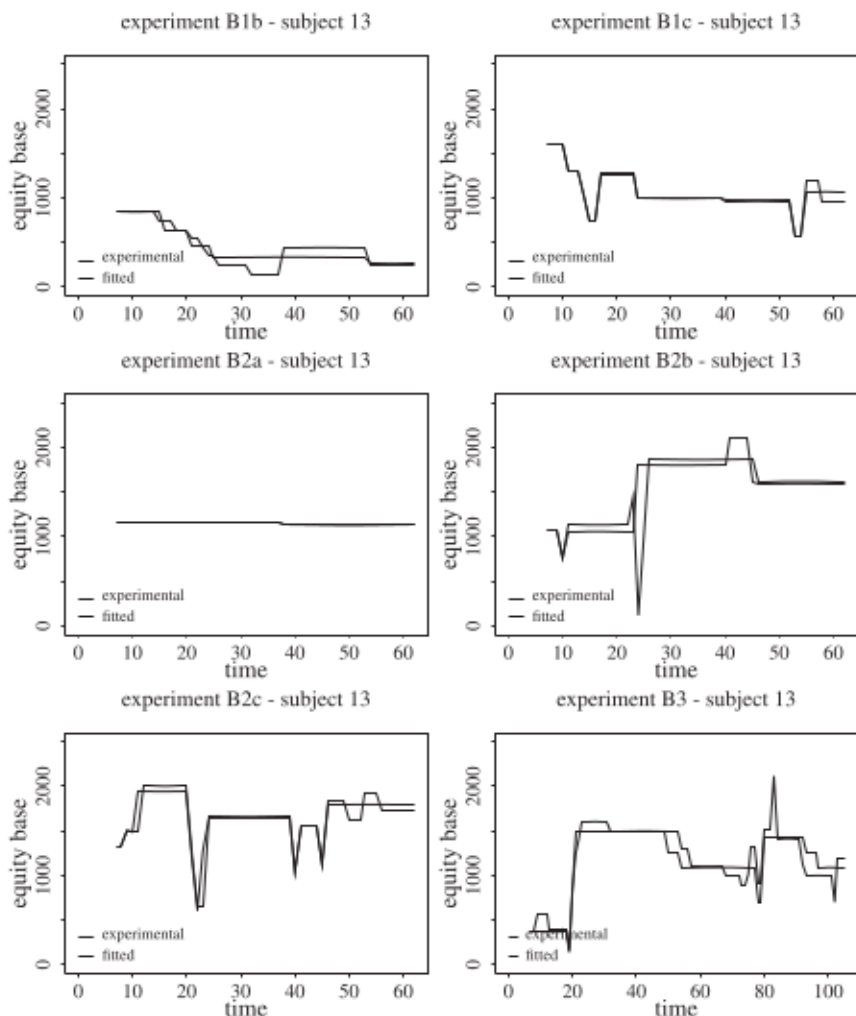 experiment B1b - subject 13
equity base
0 1000 2000
experimental
fitted
0 10 20 30 40 50 60
time
experiment B1c - subject 13
equity base
0 1000 2000
experimental
fitted
0 10 20 30 40 50 60
time
experiment B2a - subject 13
equity base
0 1000 2000
experimental
fitted
0 10 20 30 40 50 60
time
experiment B2b - subject 13
equity base
0 1000 2000
experimental
fitted
0 10 20 30 40 50 60
time
experiment B2c - subject 13
equity base
0 1000 2000
experimental
fitted
0 10 20 30 40 50 60
time
experiment B3 - subject 13
equity base
0 1000 2000
experimental
fitted
0 20 40 60 80 100
time